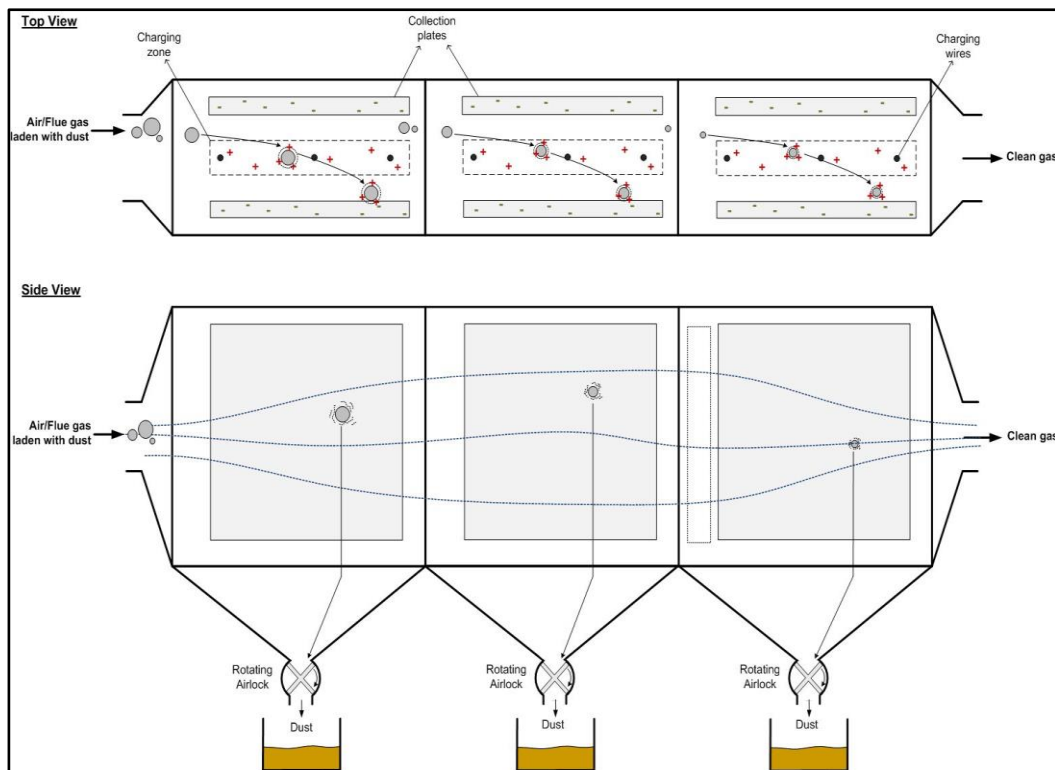 Top View
Charging
zone
Collection
plates
Charging
wires
Air/Flue gas
laden with dust
Clean gas
Side View
Air/Flue gas
laden with dust
Clean gas
Rotating
Airlock
Rotating
Airlock
Rotating
Airlock
Dust
Dust
Dust